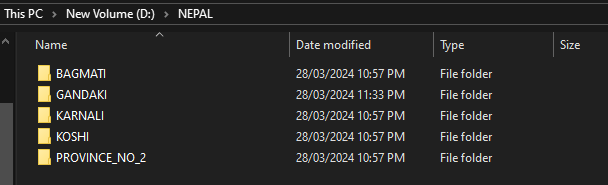 This PC > New Volume (D:) > NEPAL
Name Date modified Type Size
BAGMATI 28/03/2024 10:57 PM File folder
GANDAKI 28/03/2024 11:33 PM File folder
KARNALI 28/03/2024 10:57 PM File folder
KOSHI 28/03/2024 10:57 PM File folder
PROVINCE_NO_2 28/03/2024 10:57 PM File folder